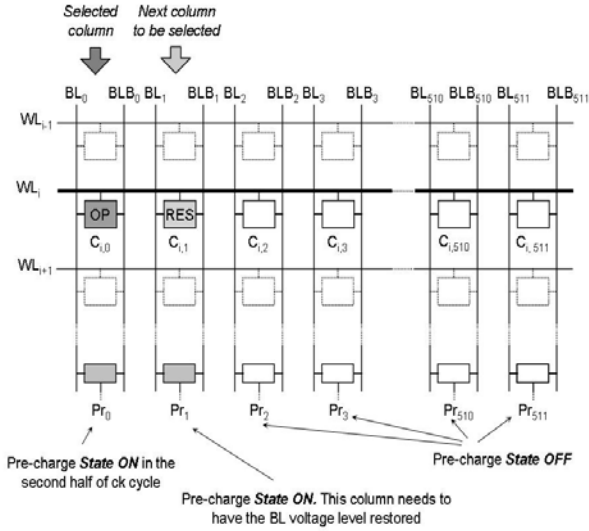 Selected column
Next column to be selected
BL0 BLB0 BL1 BLB1 BL2 BLB2 BL3 BLB3 BL510 BLB510 BL511 BLB511
WLi-1
WLi
OP RES
Ci,0 Ci,1 Ci,2 Ci,3 Ci,510 Ci, 511
WLi+1
Pr0 Pr1 Pr2 Pr3 Pr510 Pr511
Pre-charge State ON in the
second half of ck cycle
Pre-charge State OFF
Pre-charge State ON. This column needs to
have the BL voltage level restored